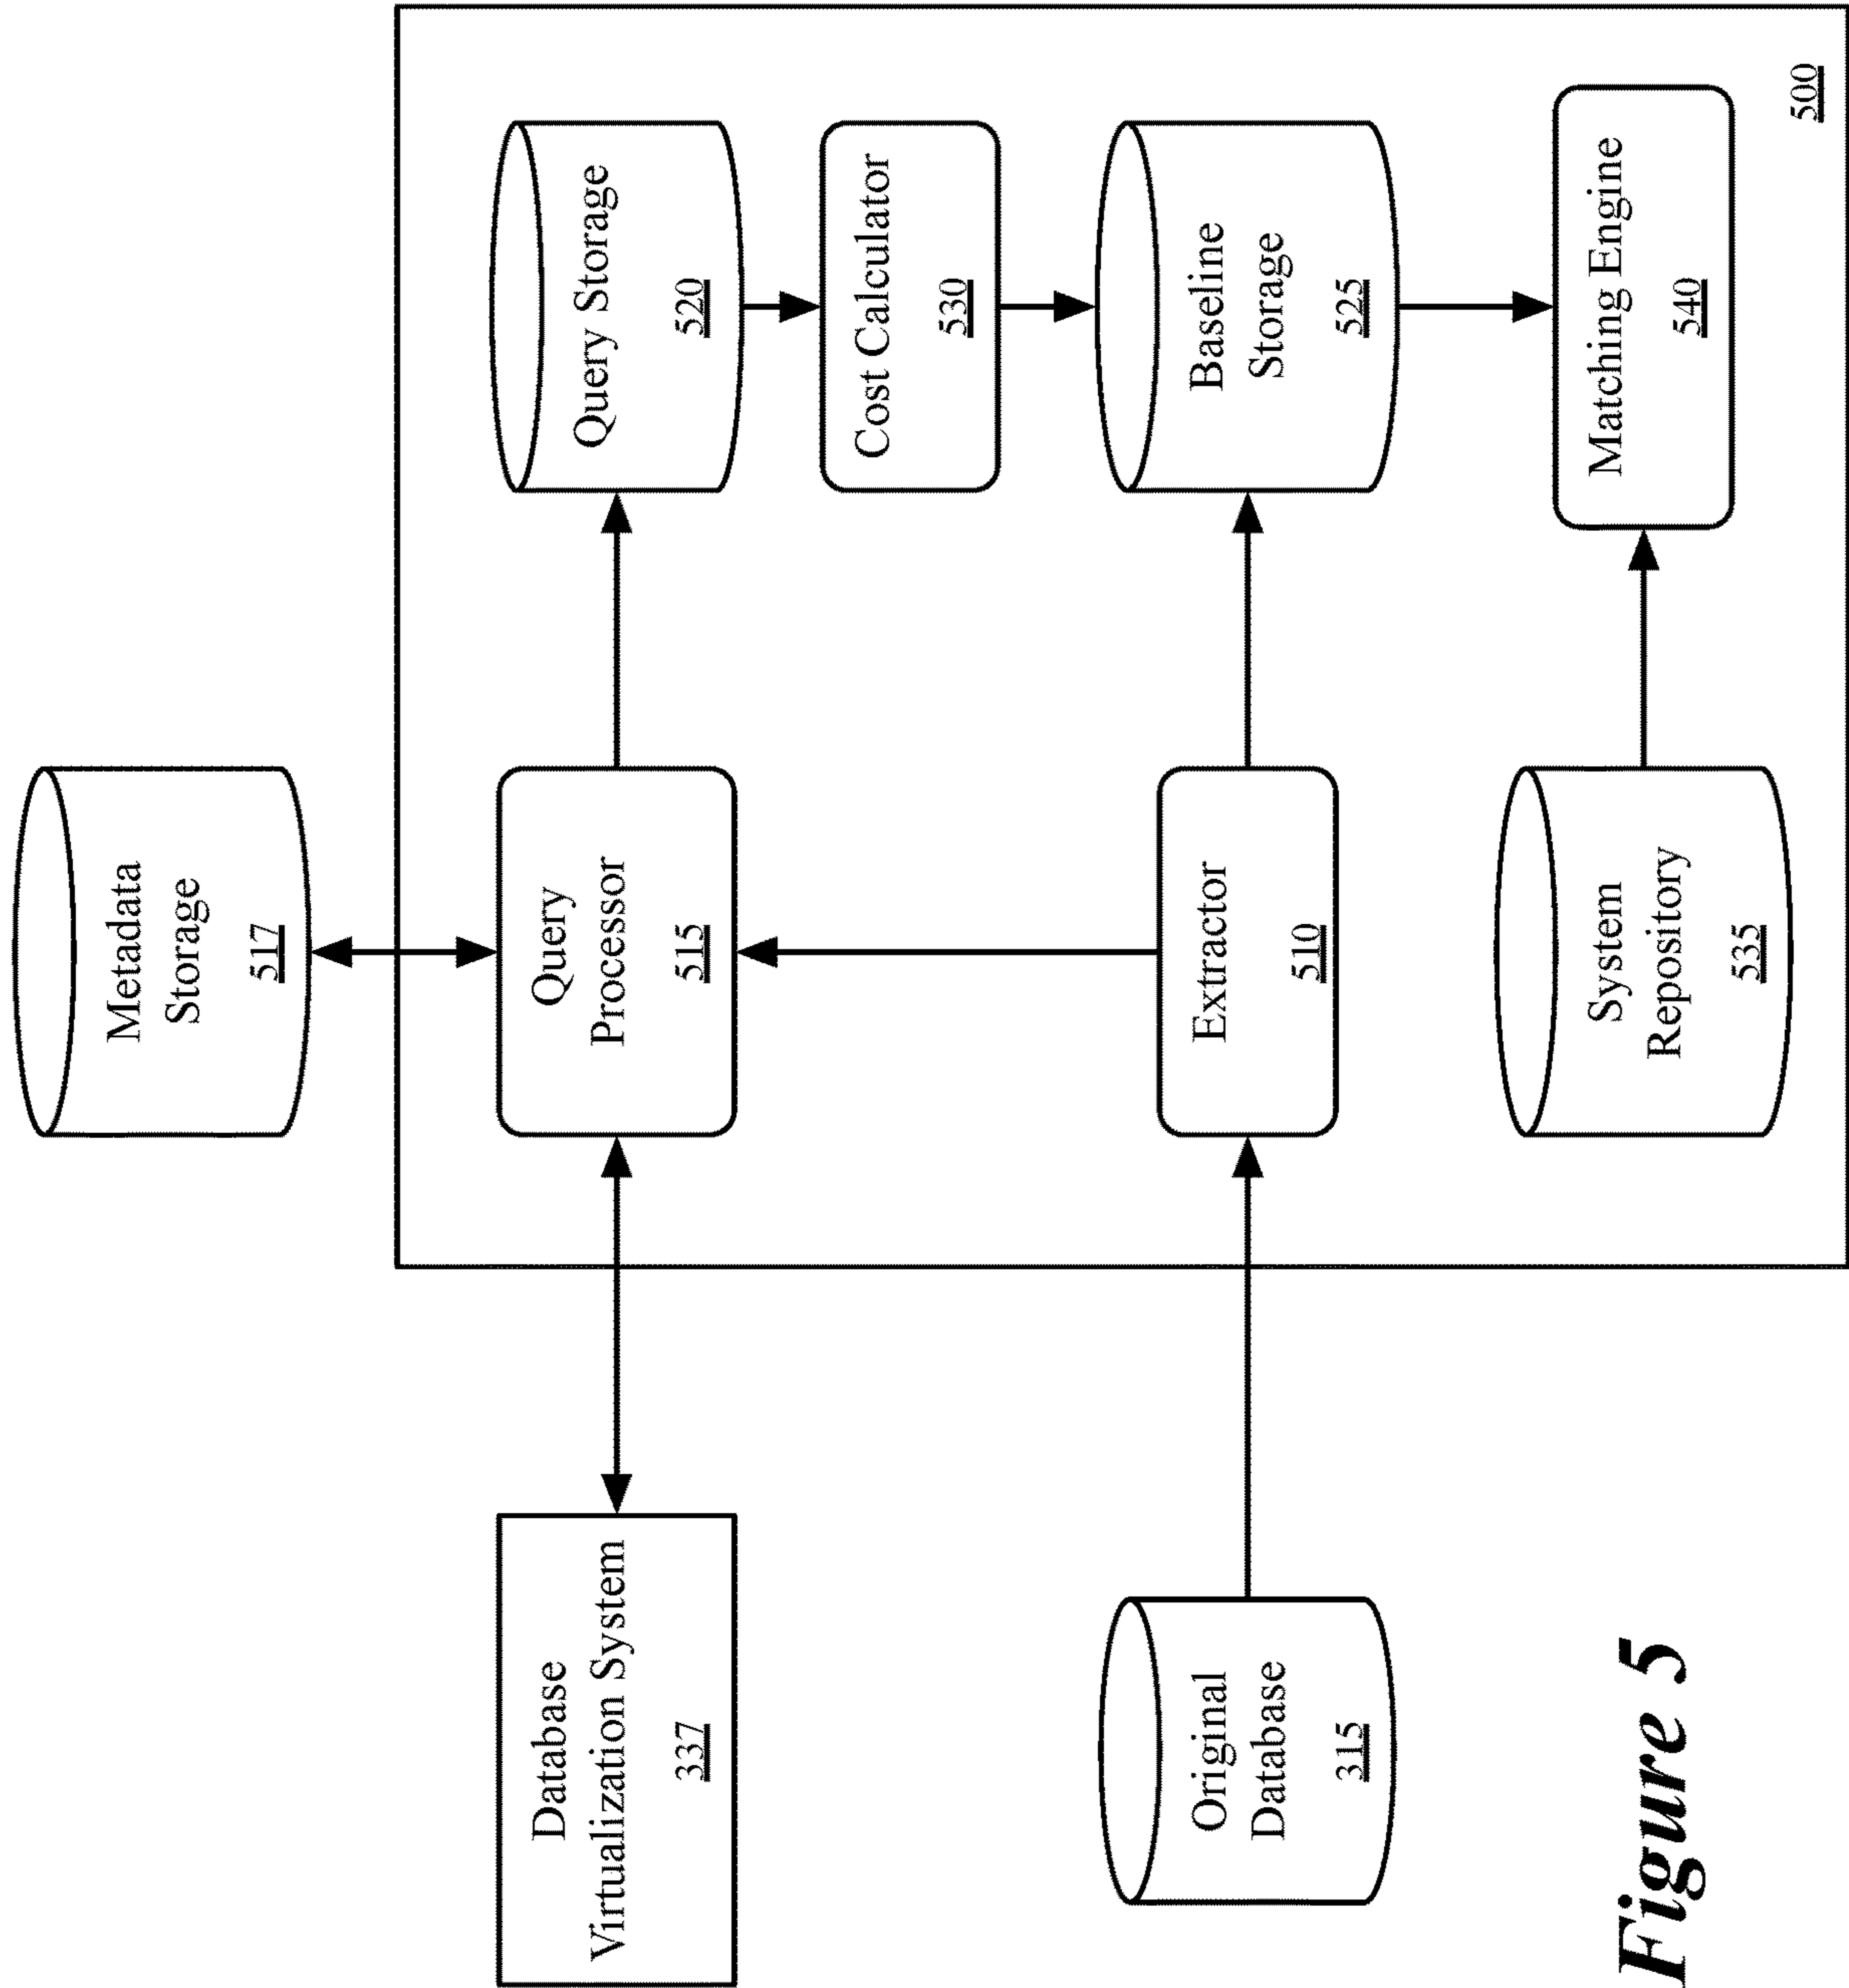 Metadata
Storage
517
Database
Virtualization System
337
Query
Processor
515
Query Storage
520
Cost Calculator
530
Original
Database
315
Extractor
510
Baseline
Storage
525
System
Repository
535
Matching Engine
540
500
Figure 5